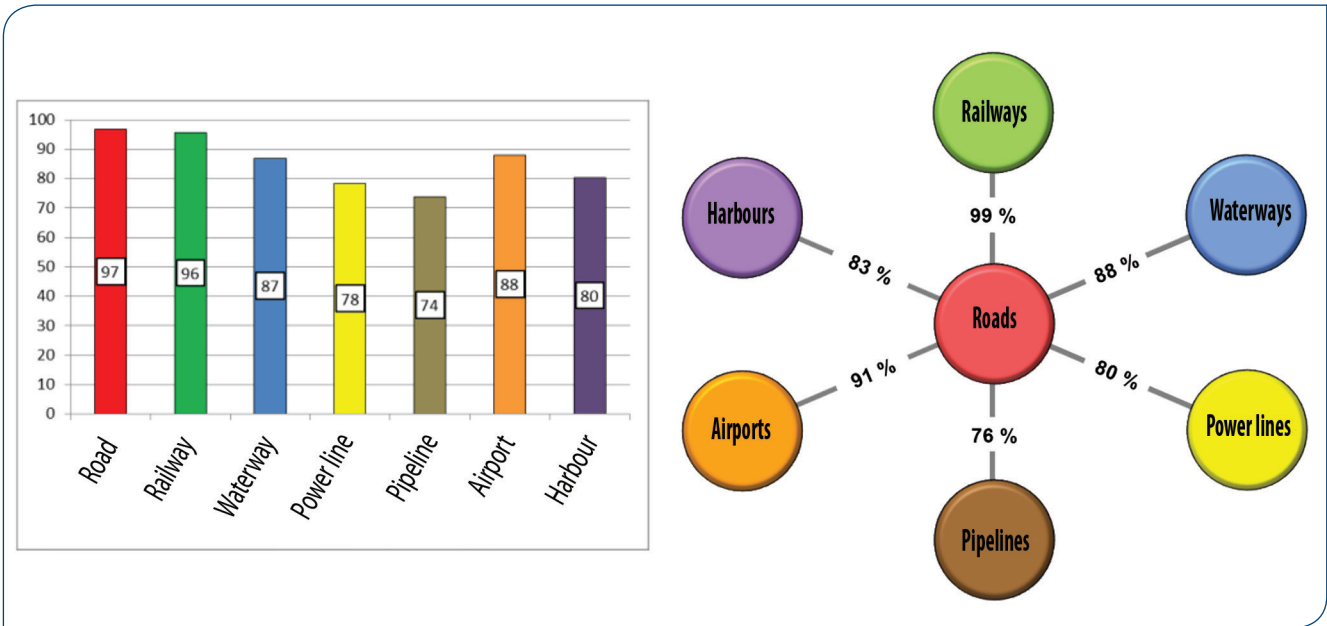 100
90
80
70
60
50
40
30
20
10
0
97
96
87
78
74
88
80
Road
Railway
Waterway
Power line
Pipeline
Airport
Harbour
Railways
Harbours
Waterways
99 %
83 %
88 %
Roads
91 %
80 %
Airports
76 %
Power lines
Pipelines